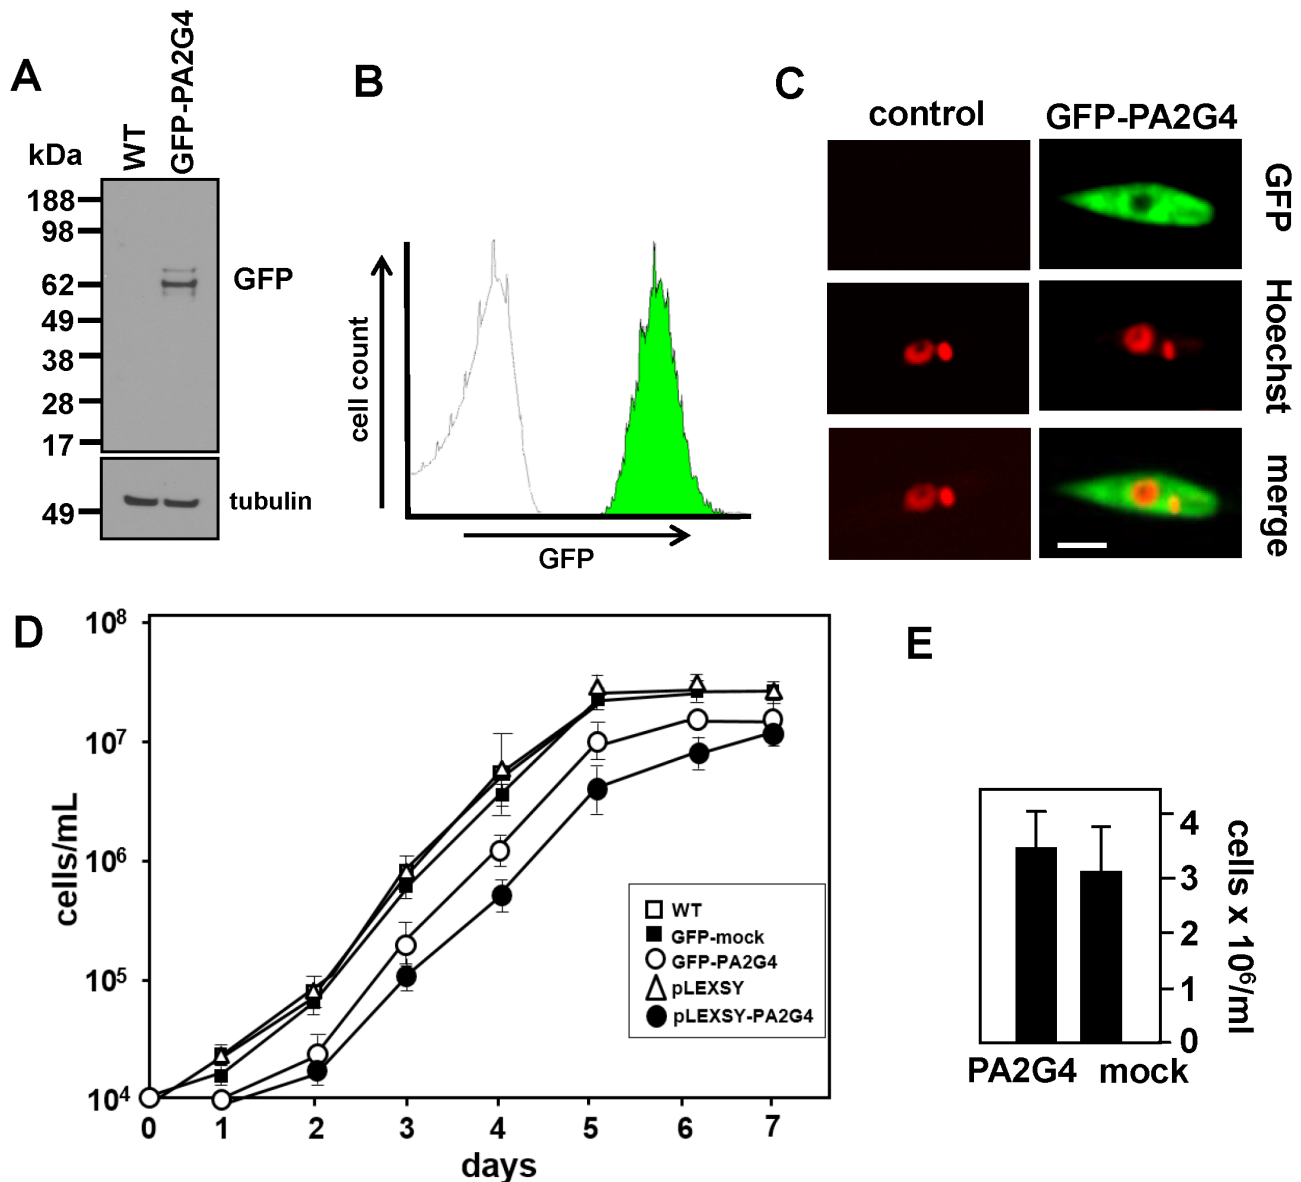 A
WT
GFP-PA2G4
kDa
188
98
62
49
38
28
17
GFP
49
tubulin
B
cell count
GFP
C
control
GFP-PA2G4
GFP
Hoechst
merge
D
10⁸
10⁷
10⁶
10⁵
10⁴
cells/mL
0 1 2 3 4 5 6 7
days
WT
GFP-mock
GFP-PA2G4
pLEXSY
pLEXSY-PA2G4
E
4
3
2
1
0
cells x 10⁶/ml
PA2G4 mock